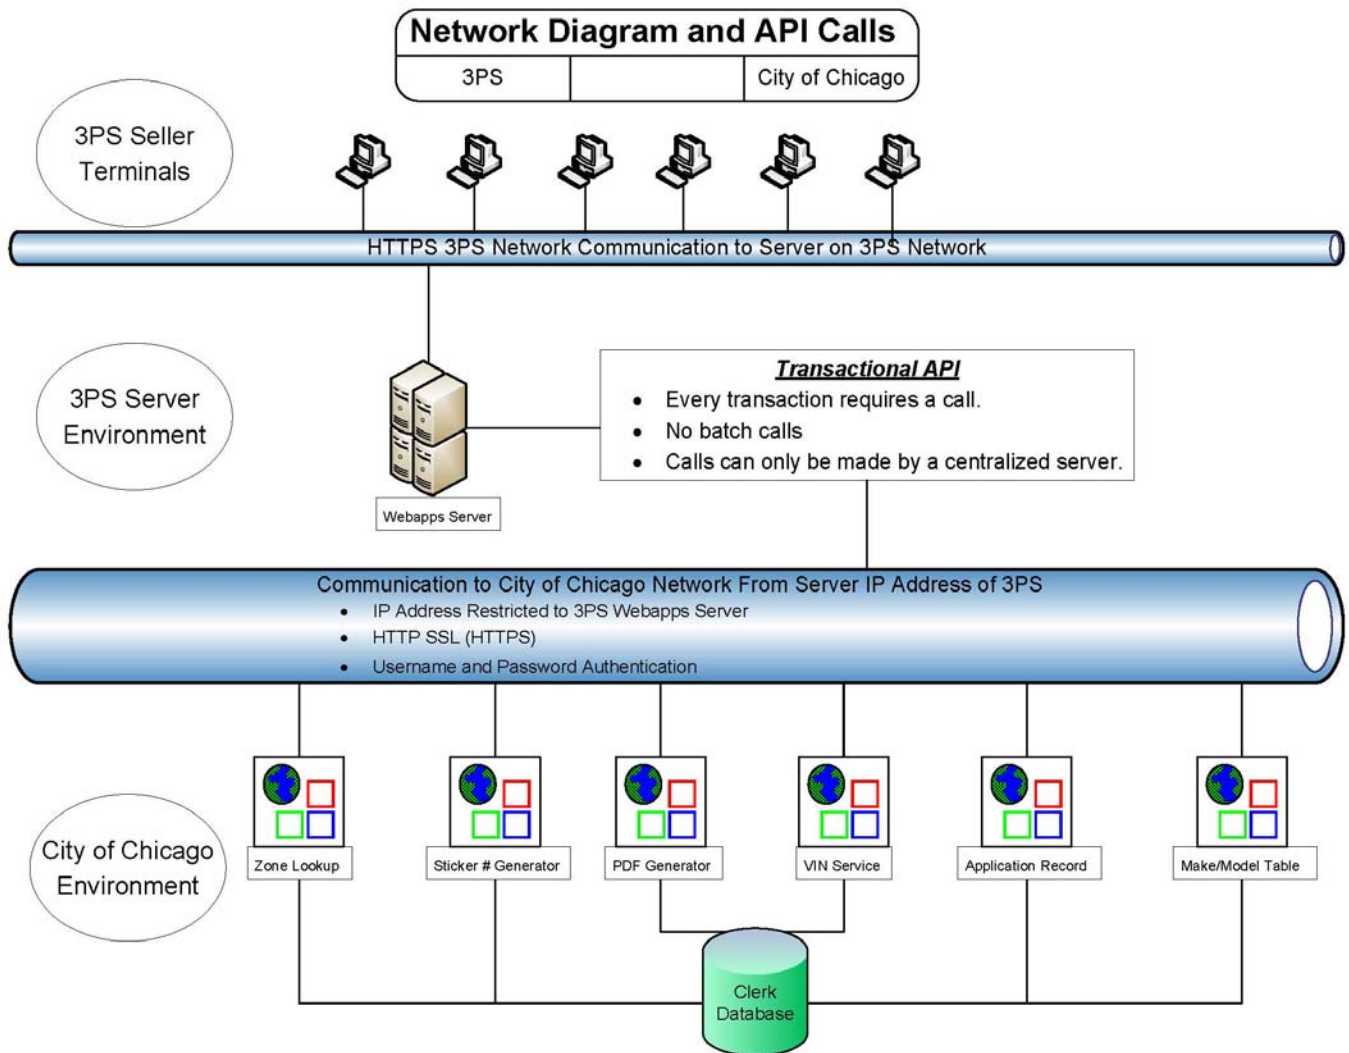 Network Diagram and API Calls
3PS
City of Chicago
3PS Seller
Terminals
HTTPS 3PS Network Communication to Server on 3PS Network
3PS Server
Environment
Transactional API
• Every transaction requires a call.
• No batch calls
• Calls can only be made by a centralized server.
Webapps Server
Communication to City of Chicago Network From Server IP Address of 3PS
• IP Address Restricted to 3PS Webapps Server
• HTTP SSL (HTTPS)
• Username and Password Authentication
City of Chicago
Environment
Zone Lookup
Sticker # Generator
PDF Generator
VIN Service
Application Record
Make/Model Table
Clerk
Database